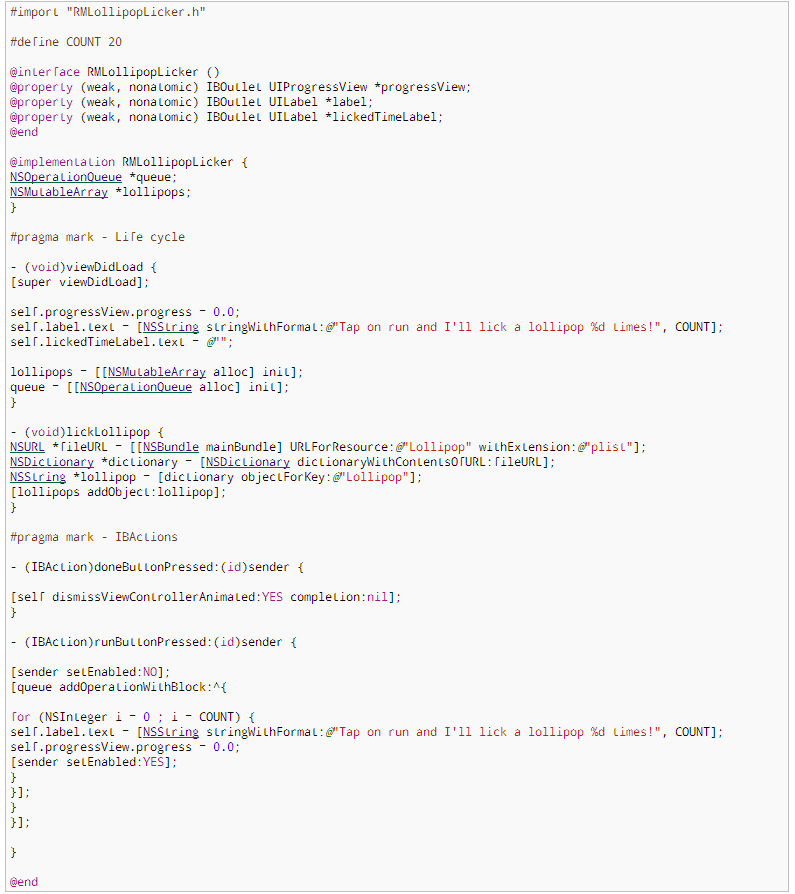 #import "RMLollipopLicker.h"
#define COUNT 20
@interface RMLollipopLicker ()
@property (weak, nonatomic) IBOutlet UIProgressView *progressView;
@property (weak, nonatomic) IBOutlet UILabel *label;
@property (weak, nonatomic) IBOutlet UILabel *lickedTimeLabel;
@end
@implementation RMLollipopLicker {
NSOperationQueue *queue;
NSMutableArray *lollipops;
}
#pragma mark - Life cycle
- (void)viewDidLoad {
[super viewDidLoad];
self.progressView.progress = 0.0;
self.label.text = [NSString stringWithFormat:@"Tap on run and I'll lick a lollipop %d times!", COUNT];
self.lickedTimeLabel.text = @"";
lollipops = [[NSMutableArray alloc] init];
queue = [[NSOperationQueue alloc] init];
}
- (void)lickLollipop {
NSURL *fileURL = [[NSBundle mainBundle] URLForResource:@"Lollipop" withExtension:@"plist"];
NSDictionary *dictionary = [NSDictionary dictionaryWithContentsOfURL:fileURL];
NSString *lollipop = [dictionary objectForKey:@"Lollipop"];
[lollipops addObject:lollipop];
}
#pragma mark - IBActions
- (IBAction)doneButtonPressed:(id)sender {
[self dismissViewControllerAnimated:YES completion:nil];
}
- (IBAction)runButtonPressed:(id)sender {
[sender setEnabled:NO];
[queue addOperationWithBlock:^{
for (NSInteger i = 0 ; i = COUNT) {
self.label.text = [NSString stringWithFormat:@"Tap on run and I'll lick a lollipop %d times!", COUNT];
self.progressView.progress = 0.0;
[sender setEnabled:YES];
}
}];
}
}];
}
@end